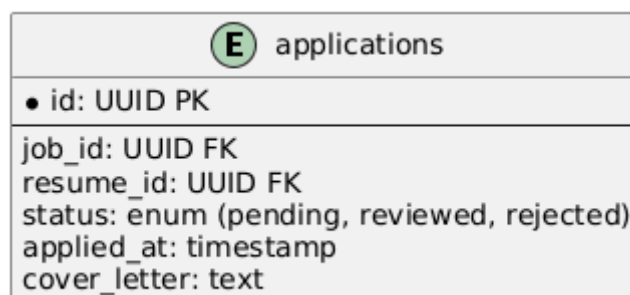 E applications
● id: UUID PK
job_id: UUID FK
resume_id: UUID FK
status: enum (pending, reviewed, rejected)
applied_at: timestamp
cover_letter: text